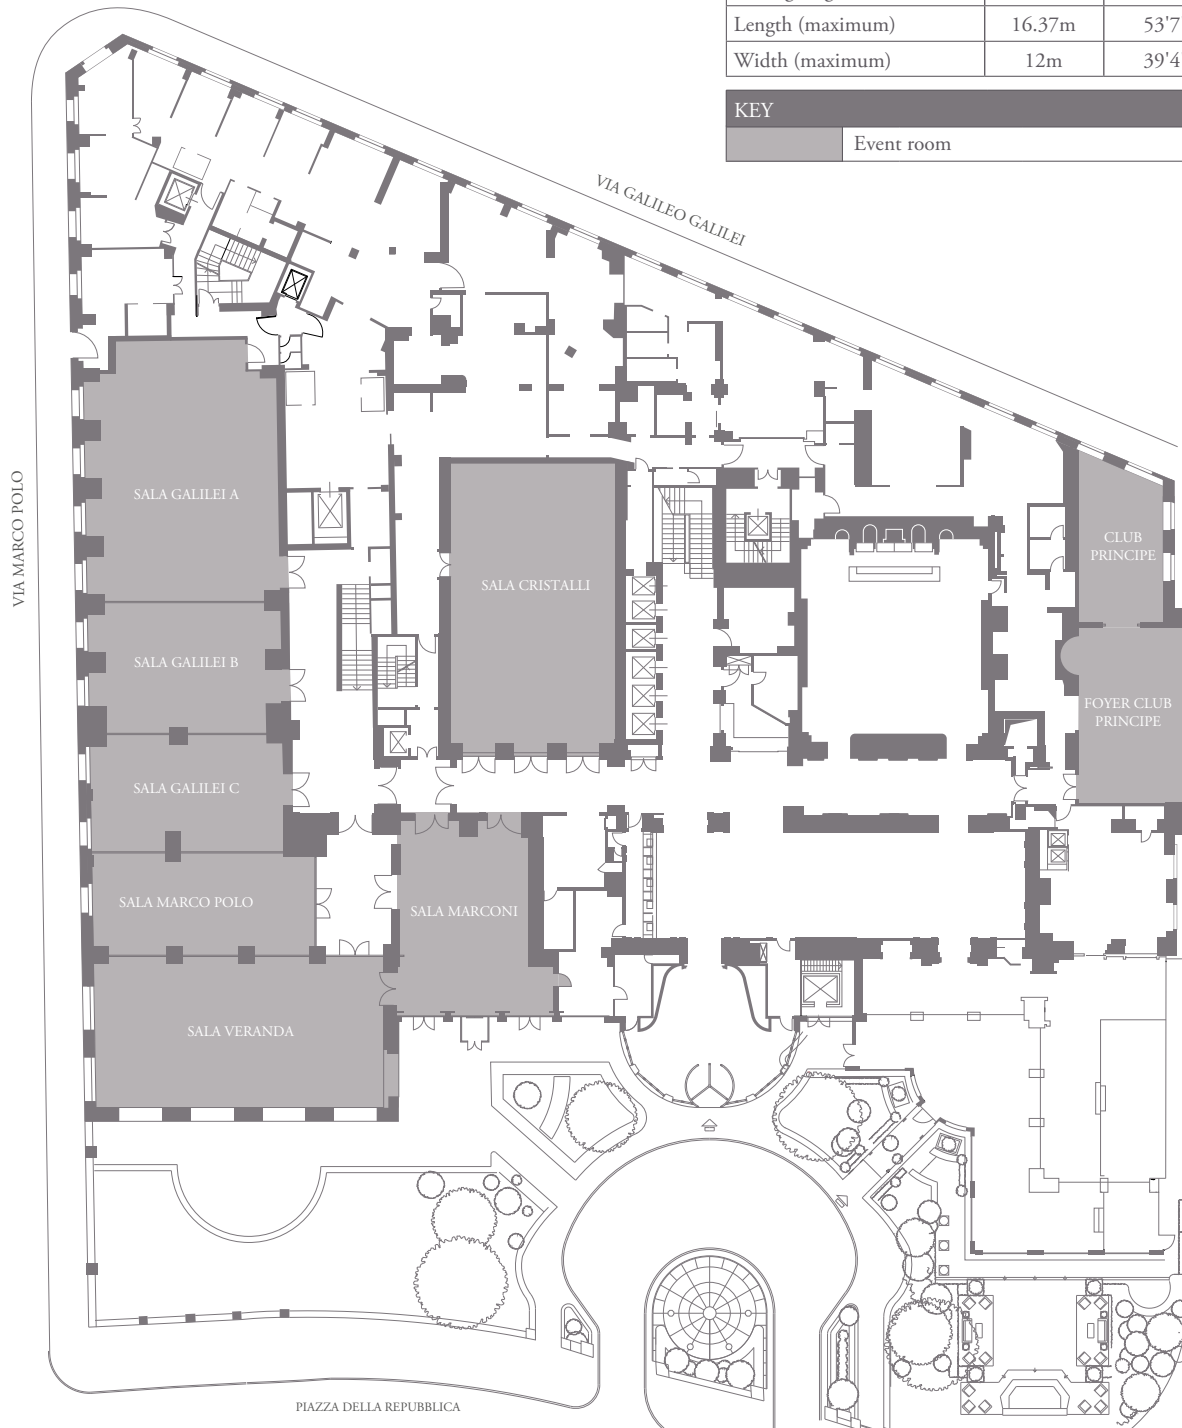 Length (maximum) 16.37m 53'7
Width (maximum) 12m 39'4
KEY
Event room
VIA GALILEO GALILEI
VIA MARCO POLO
SALA GALILEI A
SALA CRISTALLI
CLUB
PRINCIPE
SALA GALILEI B
FOYER CLUB
PRINCIPE
SALA GALILEI C
SALA MARCO POLO
SALA MARCONI
SALA VERANDA
PIAZZA DELLA REPUBBLICA